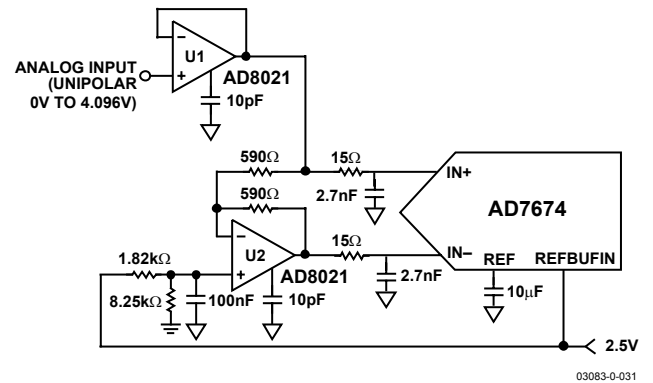 ANALOG INPUT
(UNIPOLAR
0V TO 4.096V)
−
U1
+
AD8021
10pF
590Ω
15Ω
590Ω
2.7nF
IN+
AD7674
−
U2
+
AD8021
15Ω
IN−
REF
REFBUFIN
1.82kΩ
8.25kΩ
100nF
10pF
2.7nF
10µF
2.5V
03083-0-031